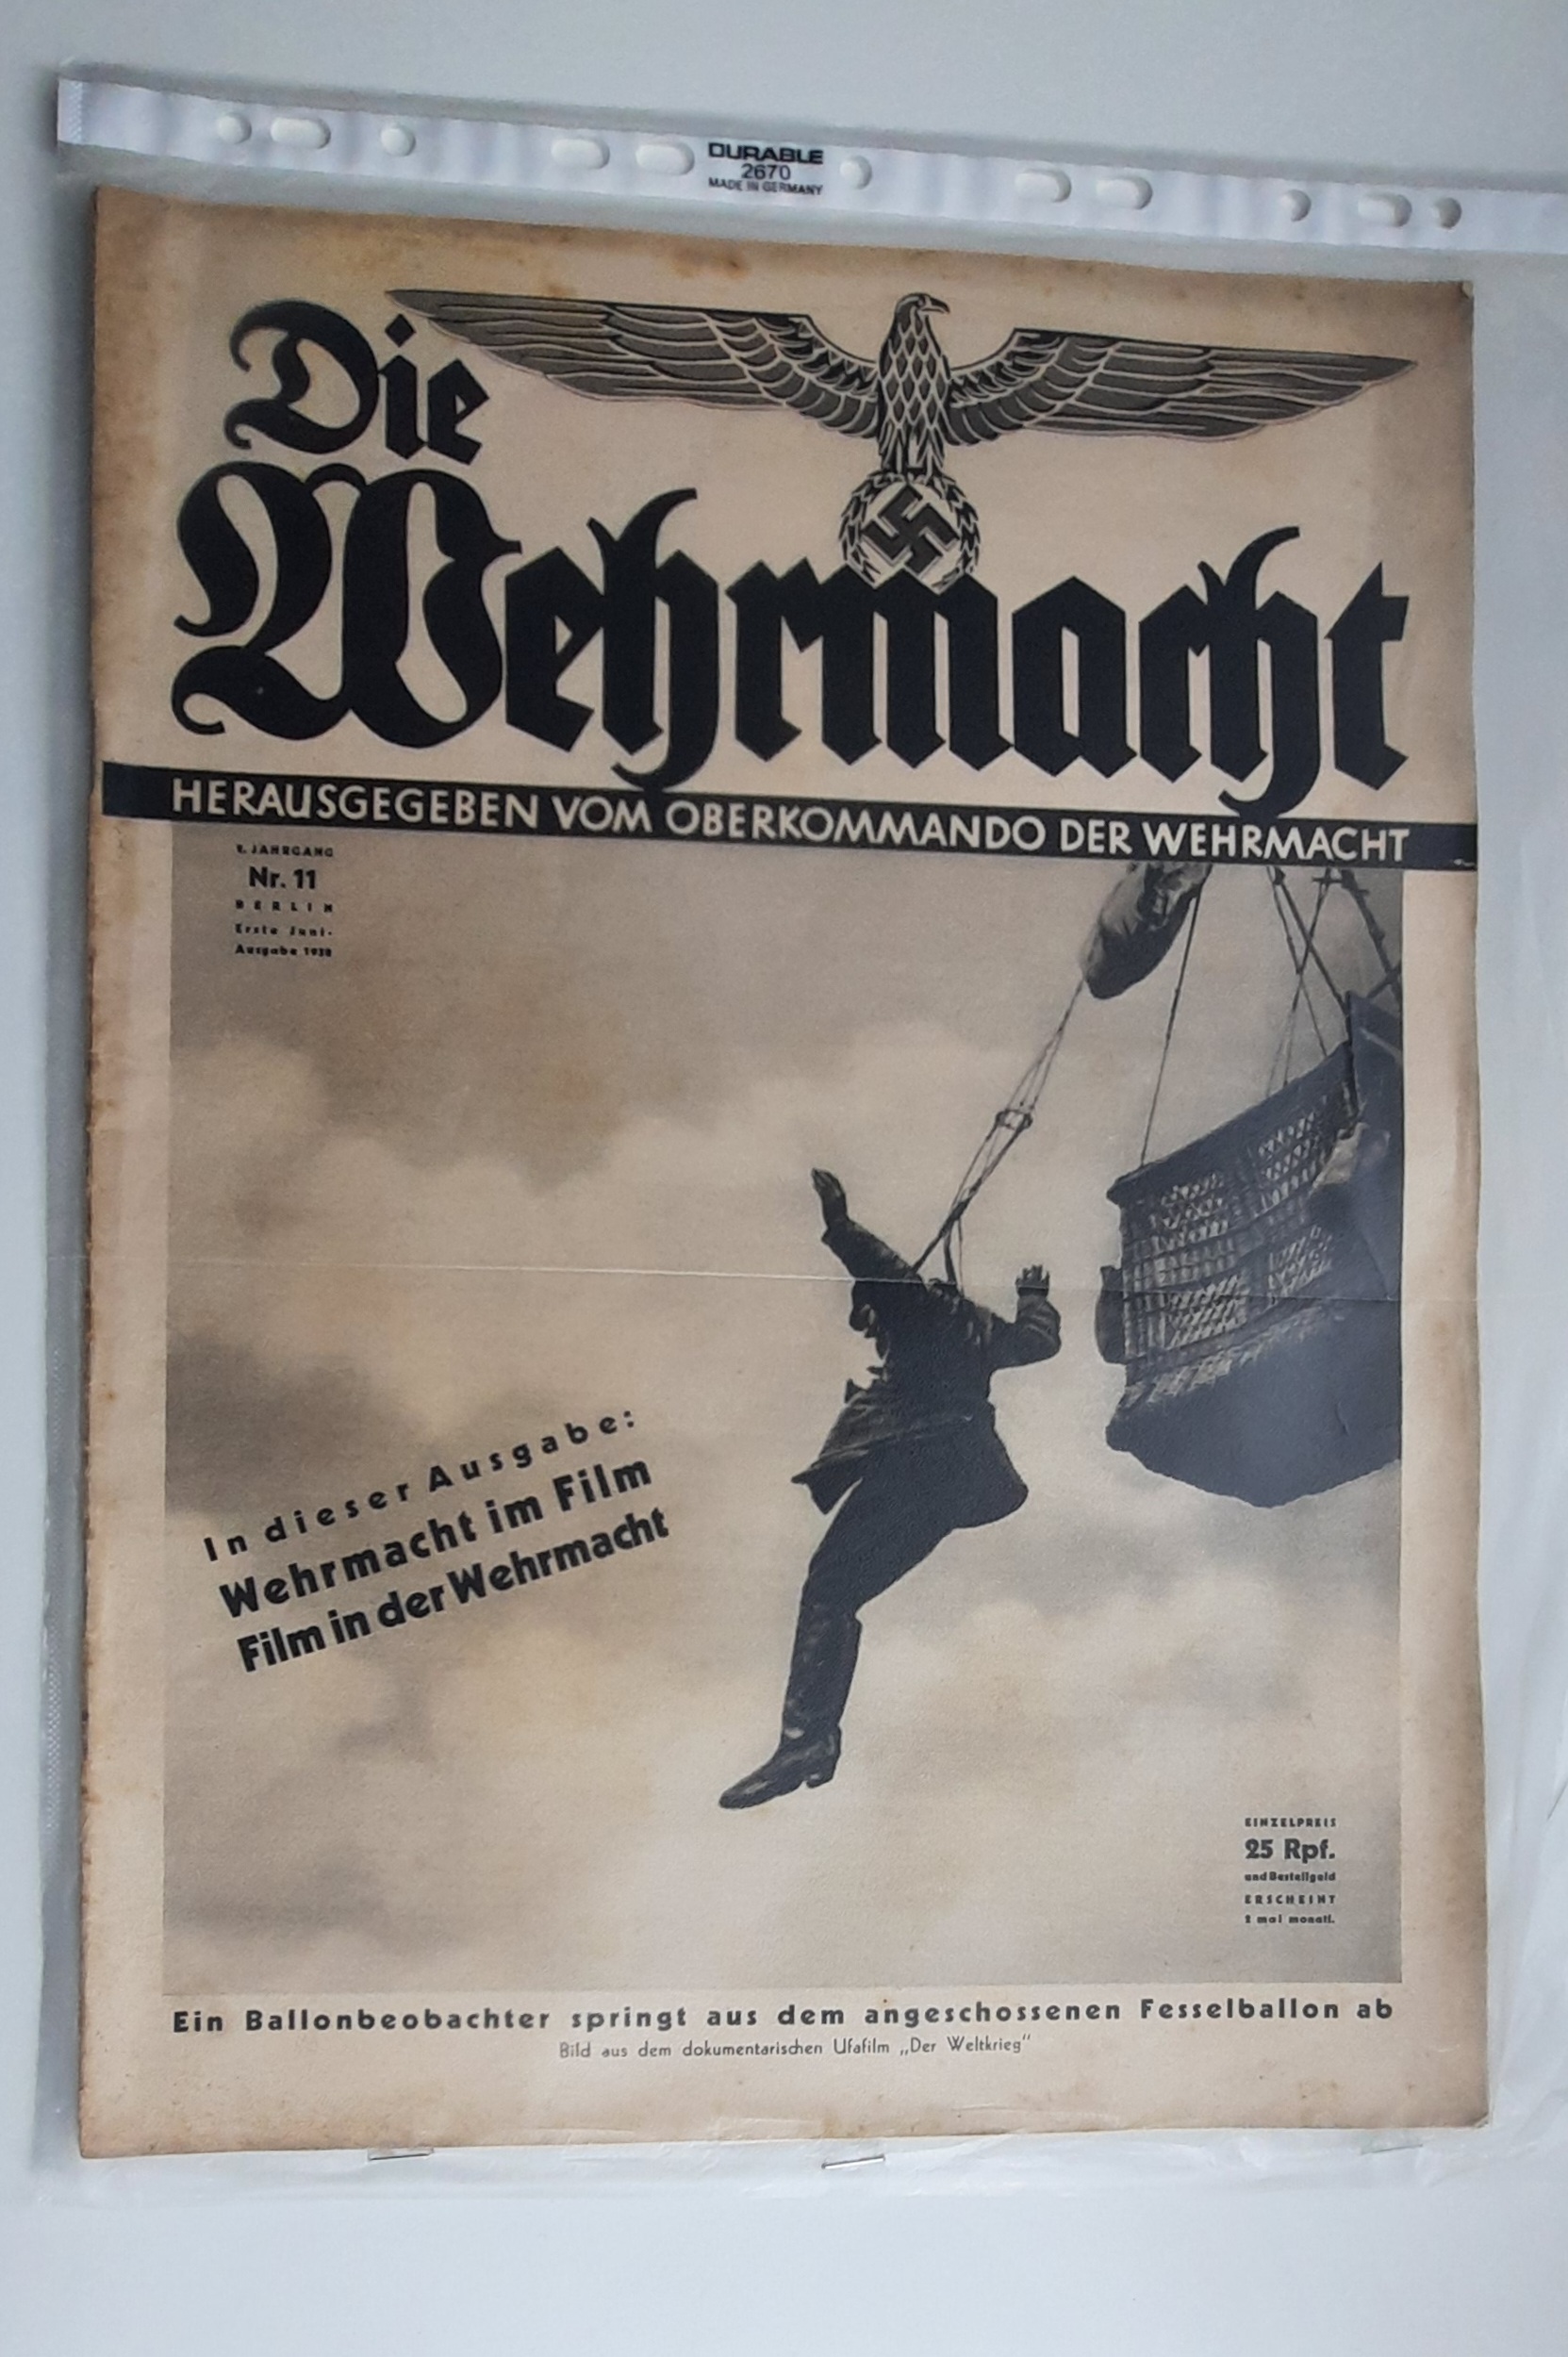 DURABLE
2670
MADE IN GERMANY
Die
Wehrmacht
HERAUSGEGEBEN VOM OBERKOMMANDO DER WEHRMACHT
2. JAHRGANG
Nr. 11
BERLIN
Erste Juni-
Ausgabe 1938
In dieser Ausgabe:
Wehrmacht im Film
Film in der Wehrmacht
EINZELPREIS
25 Rpf.
und Bestellgeld
ERSCHEINT
2 mal monatl.
Ein Ballonbeobachter springt aus dem angeschossenen Fesselballon ab
Bild aus dem dokumentarischen Ufafilm „Der Weltkrieg“